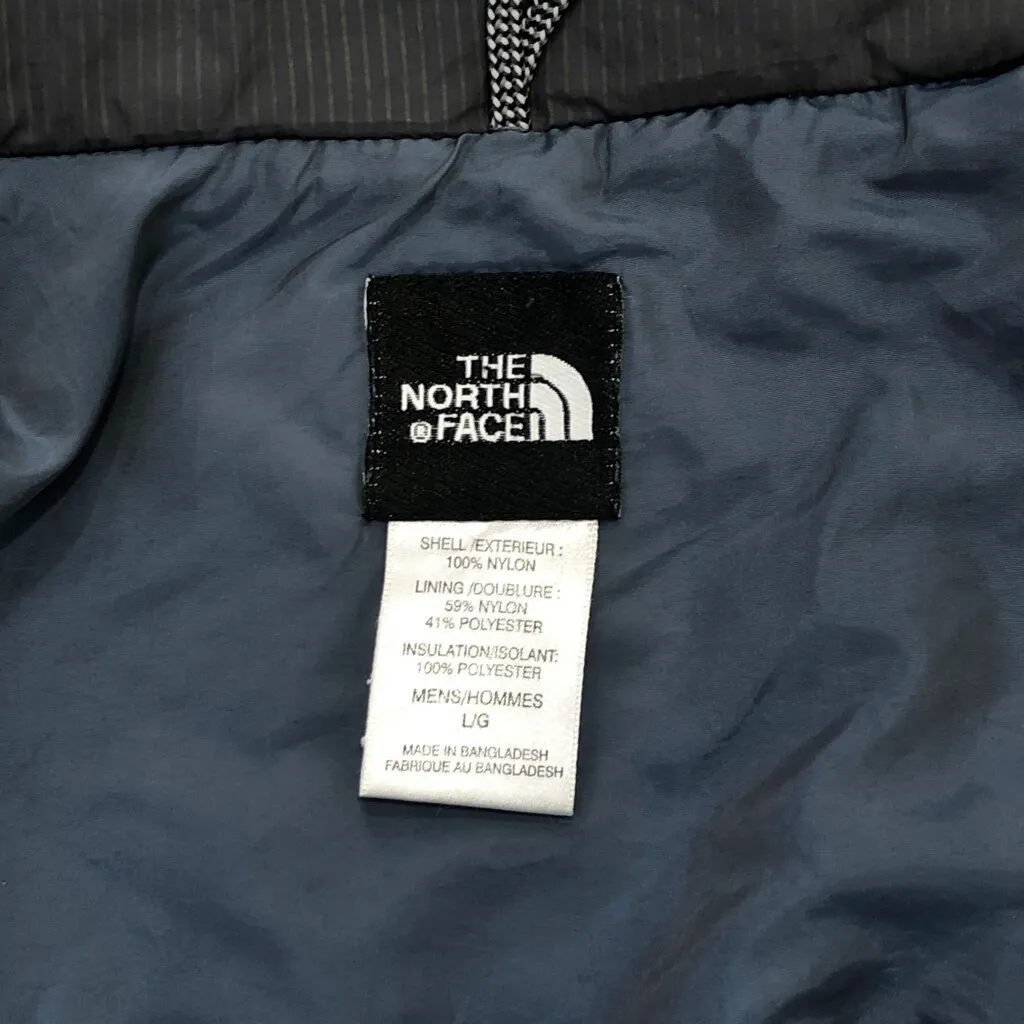 THE
NORTH
® FACE
SHELL /EXTERIEUR :
100% NYLON
LINING /DOUBLURE :
59% NYLON
41% POLYESTER
INSULATION/ISOLANT:
100% POLYESTER
MENS/HOMMES
L/G
MADE IN BANGLADESH
FABRIQUE AU BANGLADESH